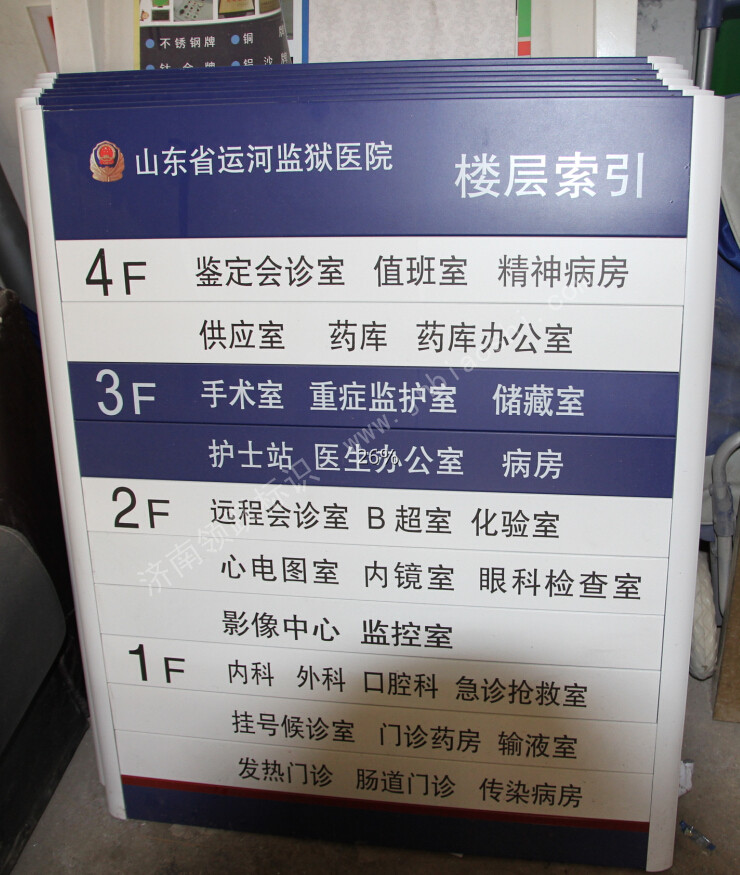 不锈钢牌 铜
钛金牌 铝沙
山东省运河监狱医院 楼层索引
4F 鉴定会诊室 值班室 精神病房
供应室 药库 药库办公室
3F 手术室 重症监护室 储藏室
护士站 医生办公室 病房
26%
2F 远程会诊室 B超室 化验室
心电图室 内镜室 眼科检查室
影像中心 监控室
1F 内科 外科 口腔科 急诊抢救室
挂号候诊室 门诊药房 输液室
发热门诊 肠道门诊 传染病房